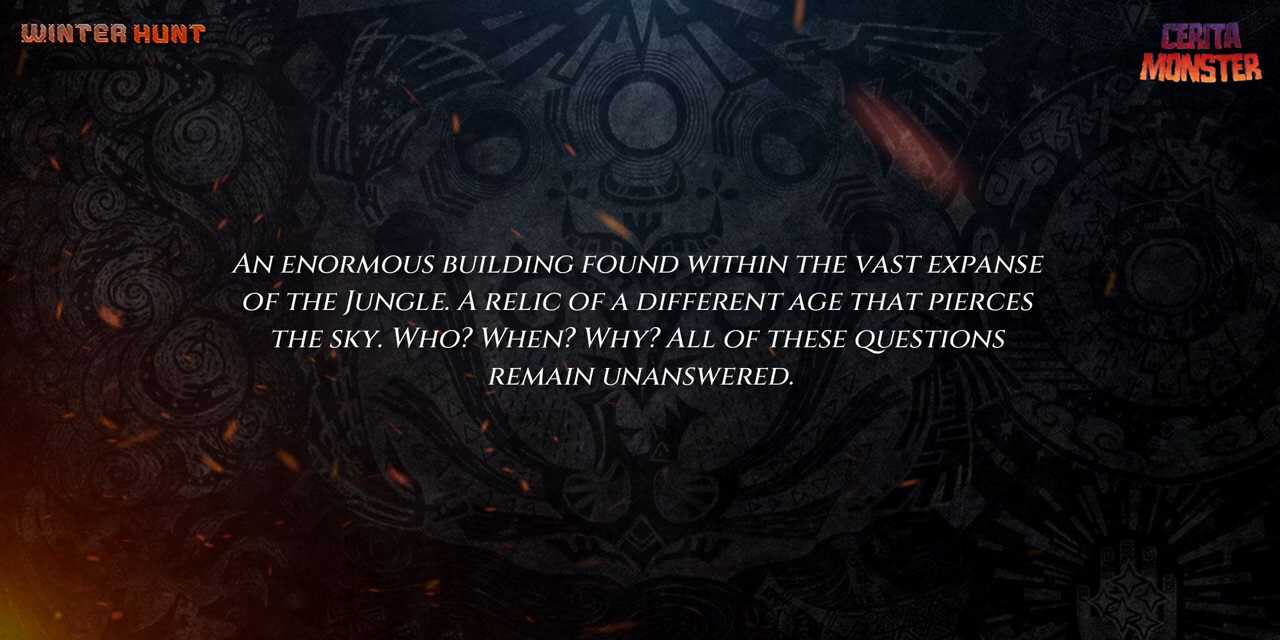 WINTER HUNT
CERITA
MONSTER
AN ENORMOUS BUILDING FOUND WITHIN THE VAST EXPANSE
OF THE JUNGLE. A RELIC OF A DIFFERENT AGE THAT PIERCES
THE SKY. WHO? WHEN? WHY? ALL OF THESE QUESTIONS
REMAIN UNANSWERED.